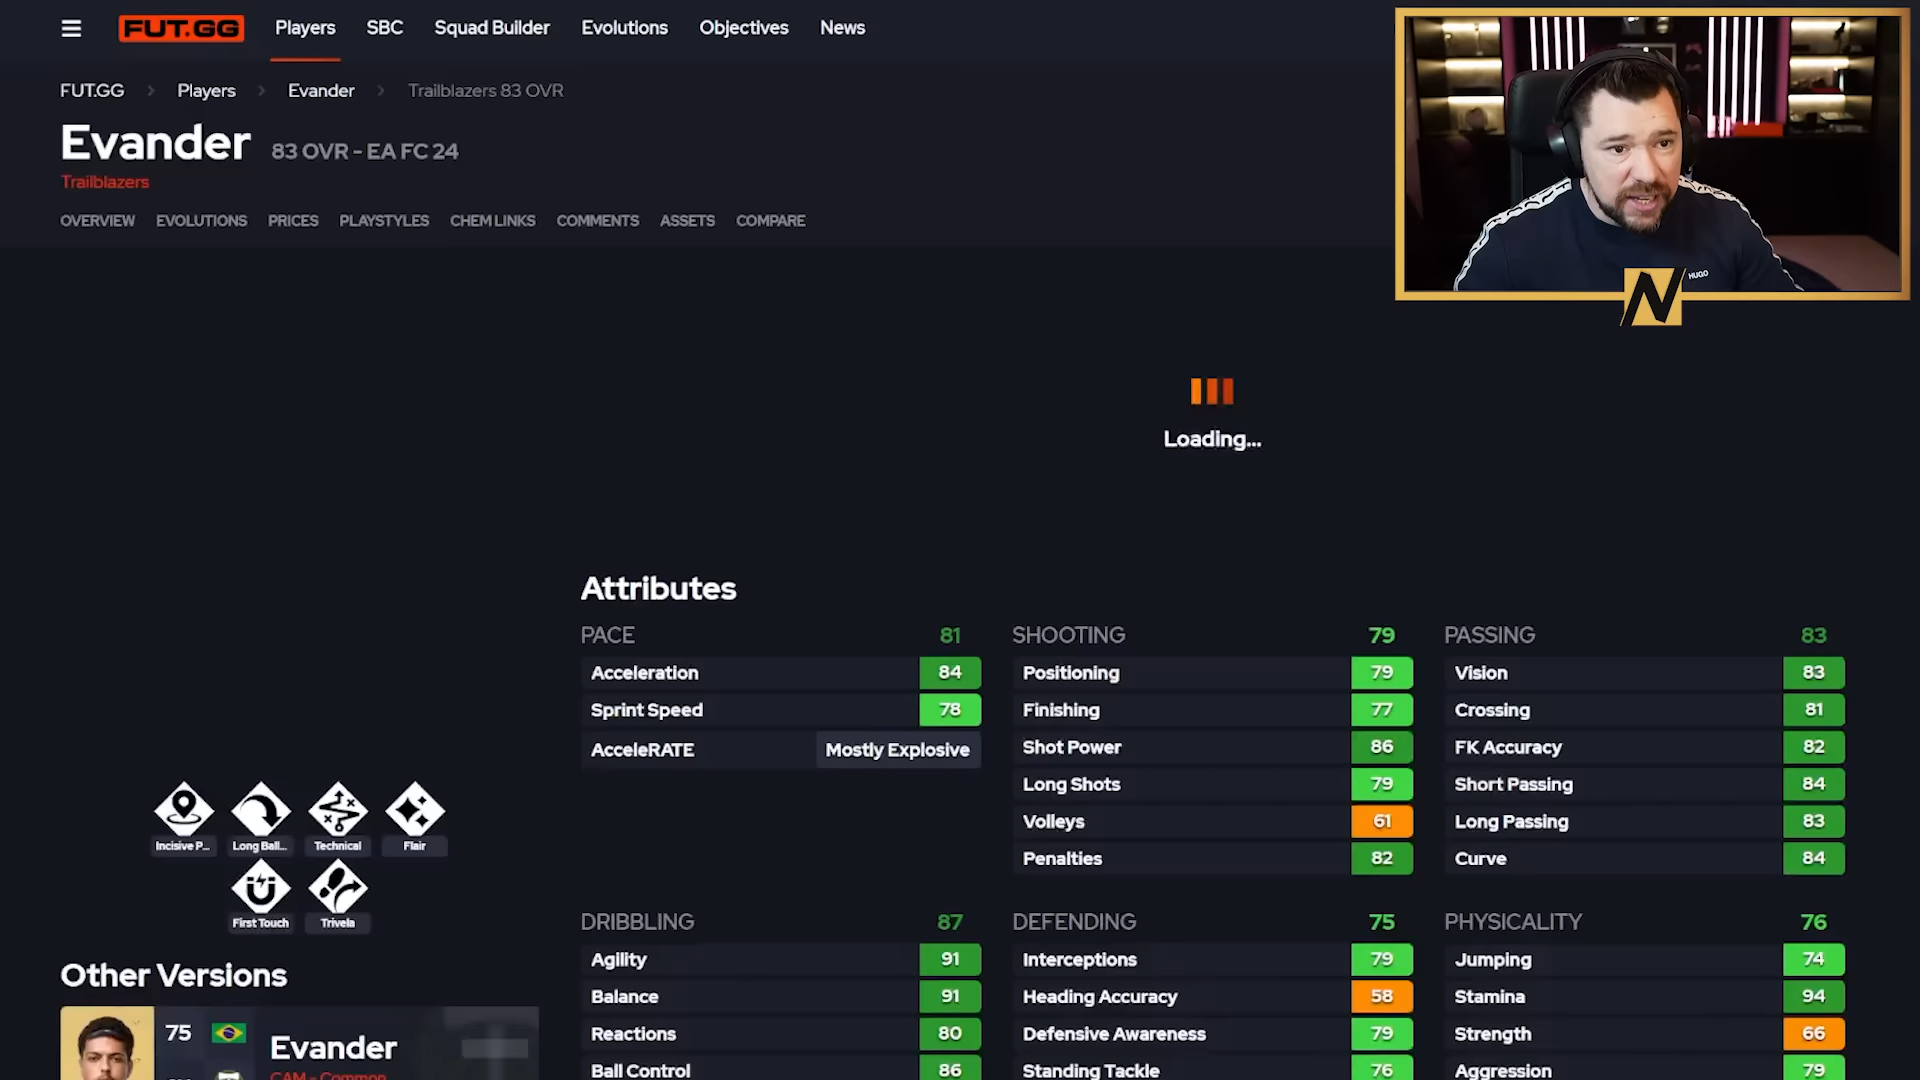 FUT.GG Players SBC Squad Builder Evolutions Objectives News
FUT.GG > Players > Evander > Trailblazers 83 OVR
Evander 83 OVR - EA FC 24
Trailblazers
OVERVIEW EVOLUTIONS PRICES PLAYSTYLES CHEM LINKS COMMENTS ASSETS COMPARE
HUGO
N
Loading...
Attributes
PACE 81
Acceleration 84
Sprint Speed 78
AcceleRATE Mostly Explosive
SHOOTING 79
Positioning 79
Finishing 77
Shot Power 86
Long Shots 79
Volleys 61
Penalties 82
PASSING 83
Vision 83
Crossing 81
FK Accuracy 82
Short Passing 84
Long Passing 83
Curve 84
Incisive P... Long Ball... Technical Flair
First Touch Trivela
DRIBBLING 87
Agility 91
Balance 91
Reactions 80
Ball Control 86
DEFENDING 75
Interceptions 79
Heading Accuracy 58
Defensive Awareness 79
Standing Tackle 76
PHYSICALITY 76
Jumping 74
Stamina 94
Strength 66
Aggression 79
Other Versions
75 Evander
CAM - Common